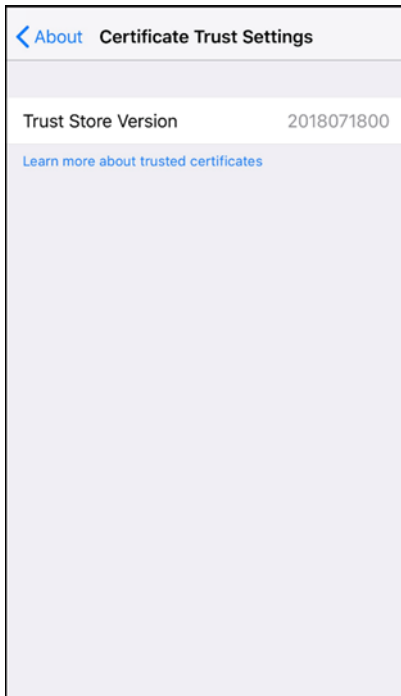 About Certificate Trust Settings
Trust Store Version 2018071800
Learn more about trusted certificates